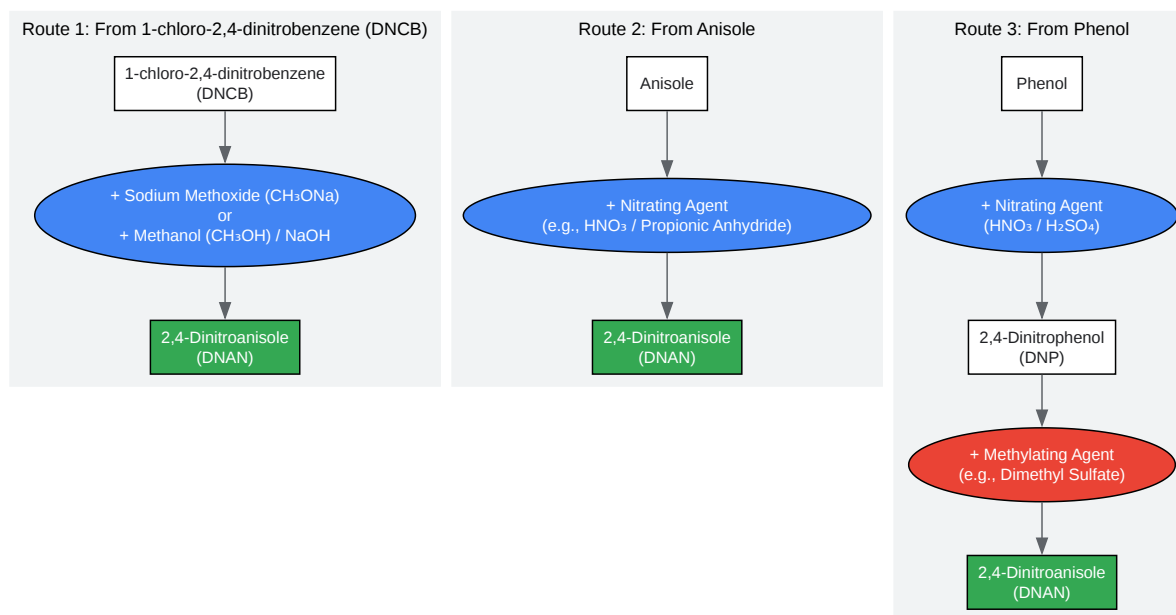 Route 1: From 1-chloro-2,4-dinitrobenzene (DNCB)
1-chloro-2,4-dinitrobenzene
(DNCB)
+ Sodium Methoxide (CH₃ONa)
or
+ Methanol (CH₃OH) / NaOH
2,4-Dinitroanisole
(DNAN)
Route 2: From Anisole
Anisole
+ Nitrating Agent
(e.g., HNO₃ / Propionic Anhydride)
2,4-Dinitroanisole
(DNAN)
Route 3: From Phenol
Phenol
+ Nitrating Agent
(HNO₃ / H₂SO₄)
2,4-Dinitrophenol
(DNP)
+ Methylating Agent
(e.g., Dimethyl Sulfate)
2,4-Dinitroanisole
(DNAN)